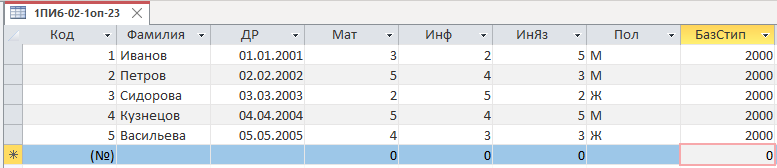 1ПИб-02-1оп-23
Код Фамилия ДР Мат Инф ИнЯз Пол БазСтип
1 Иванов 01.01.2001 3 2 5 М 2000
2 Петров 02.02.2002 5 4 3 М 2000
3 Сидорова 03.03.2003 2 5 2 Ж 2000
4 Кузнецов 04.04.2004 5 4 5 М 2000
5 Васильева 05.05.2005 4 3 3 Ж 2000
(№) 0 0 0 0